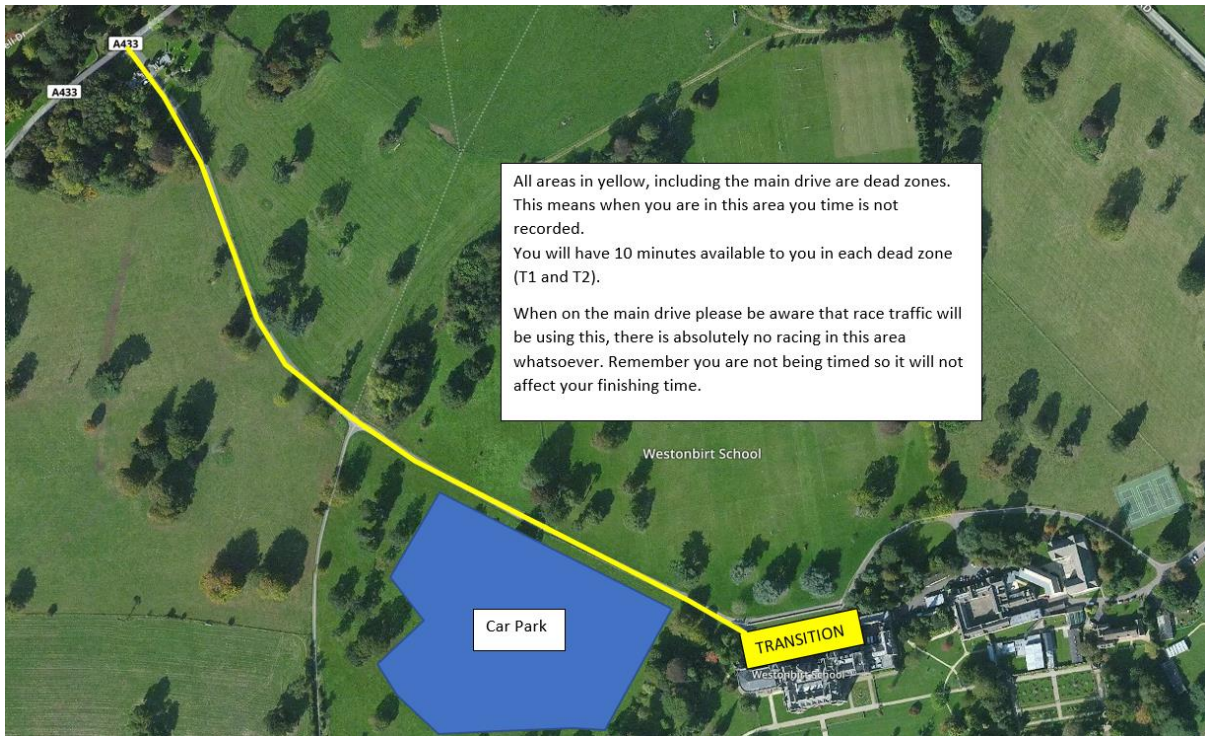 A433
A433
All areas in yellow, including the main drive are dead zones.
This means when you are in this area you time is not
recorded.
You will have 10 minutes available to you in each dead zone
(T1 and T2).
When on the main drive please be aware that race traffic will
be using this, there is absolutely no racing in this area
whatsoever. Remember you are not being timed so it will not
affect your finishing time.
Westonbirt School
Car Park
TRANSITION
Westonbirt School